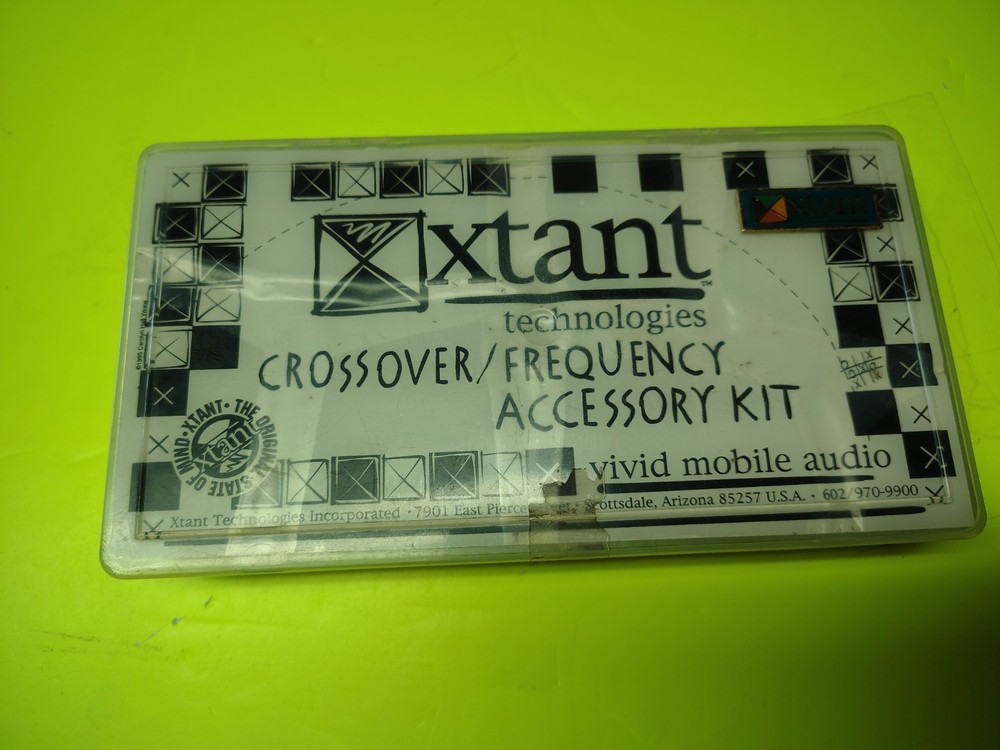 xtant™
technologies
CROSSOVER/FREQUENCY
ACCESSORY KIT
vivid mobile audio
XTANT • THE ORIGINAL STATE OF MIND •
xtant
Xtant Technologies Incorporated • 7901 East Pierce Scottsdale, Arizona 85257 U.S.A. • 602/970-9900